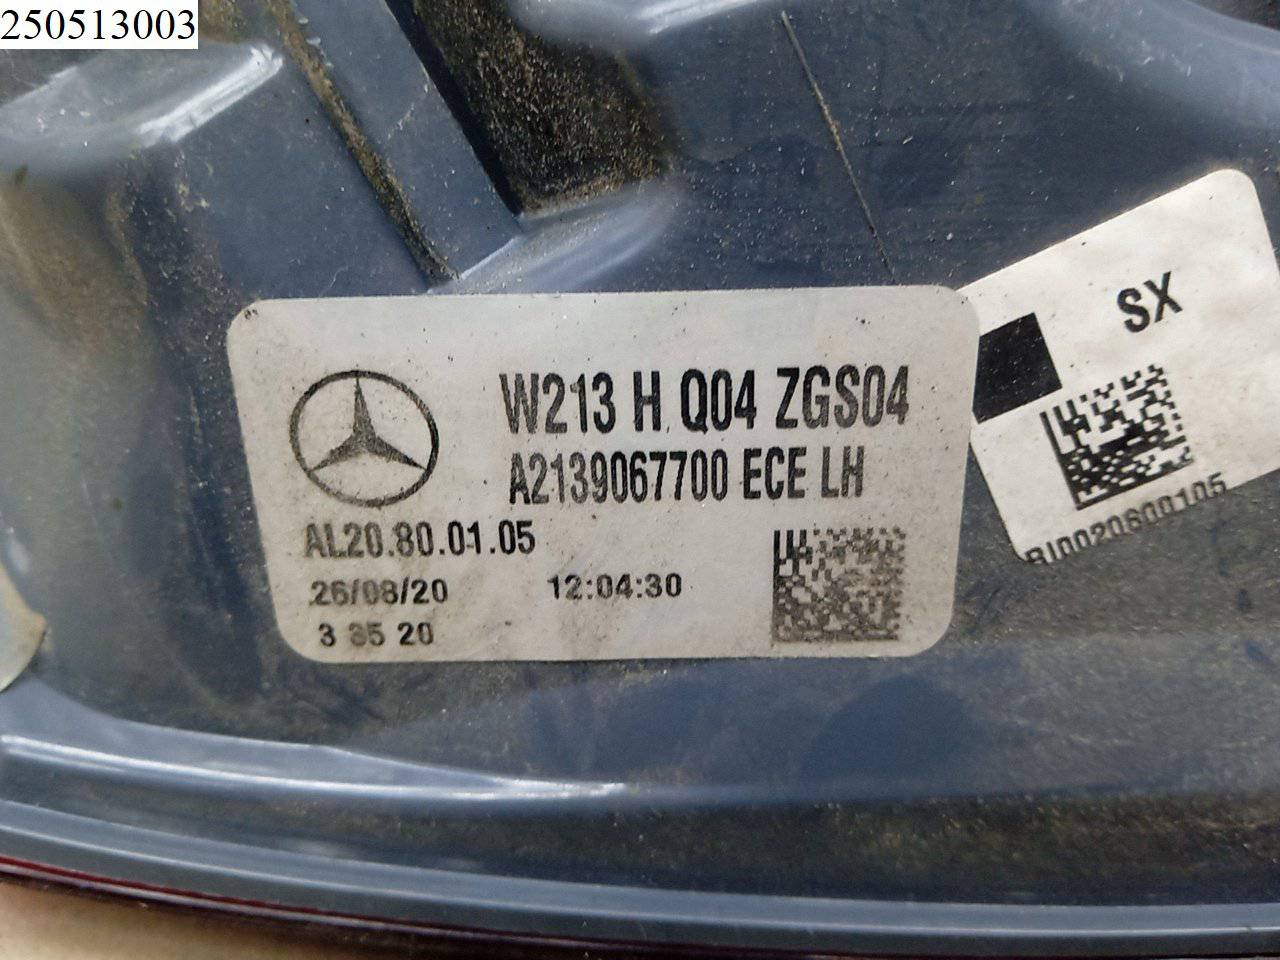 250513003
SX
W213 H Q04 ZGS04
A2139067700 ECE LH
AL20.80.01.05
26/08/20 12:04:30
3 35 20
BI0020600105